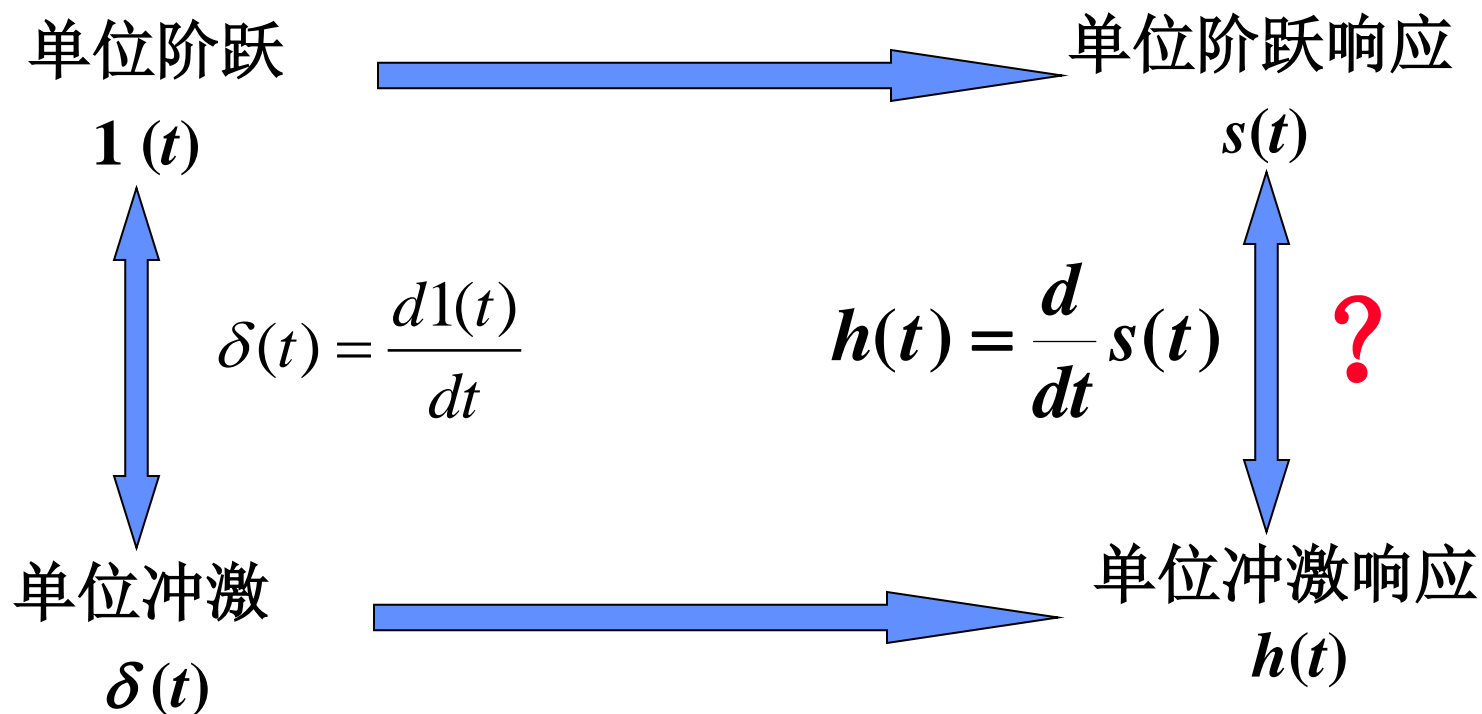 单位阶跃
单位阶跃响应
1 (t)
s(t)
δ(t) = d1(t)/dt
h(t) = d/dt s(t)
?
单位冲激
单位冲激响应
δ(t)
h(t)